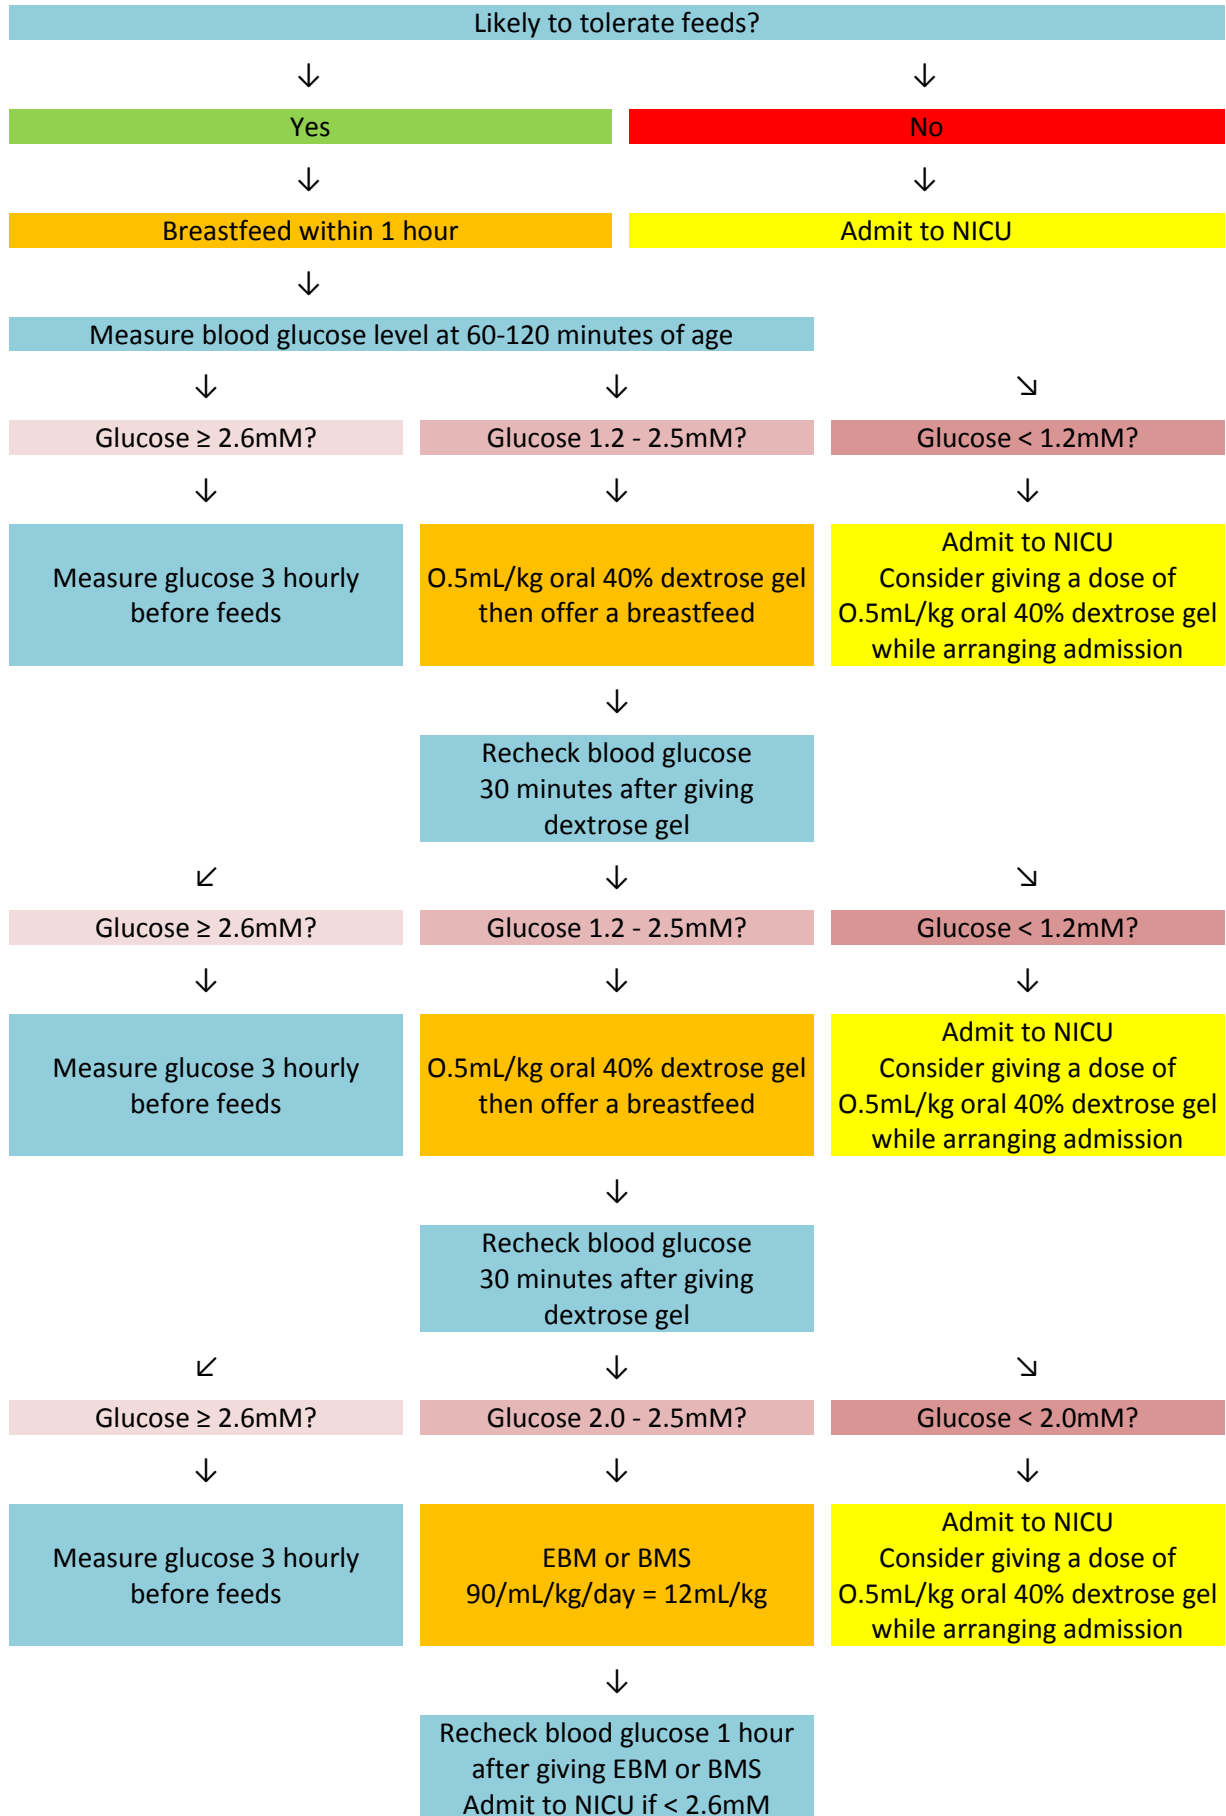 Likely to tolerate feeds?
↓ ↓
Yes No
↓ ↓
Breastfeed within 1 hour Admit to NICU
↓
Measure blood glucose level at 60-120 minutes of age
↓ ↓ ↘
Glucose ≥ 2.6mM? Glucose 1.2 - 2.5mM? Glucose < 1.2mM?
↓ ↓ ↓
Measure glucose 3 hourly
before feeds
O.5mL/kg oral 40% dextrose gel
then offer a breastfeed
Admit to NICU
Consider giving a dose of
O.5mL/kg oral 40% dextrose gel
while arranging admission
↓
Recheck blood glucose
30 minutes after giving
dextrose gel
↙ ↓ ↘
Glucose ≥ 2.6mM? Glucose 1.2 - 2.5mM? Glucose < 1.2mM?
↓ ↓ ↓
Measure glucose 3 hourly
before feeds
O.5mL/kg oral 40% dextrose gel
then offer a breastfeed
Admit to NICU
Consider giving a dose of
O.5mL/kg oral 40% dextrose gel
while arranging admission
↓
Recheck blood glucose
30 minutes after giving
dextrose gel
↙ ↓ ↘
Glucose ≥ 2.6mM? Glucose 2.0 - 2.5mM? Glucose < 2.0mM?
↓ ↓ ↓
Measure glucose 3 hourly
before feeds
EBM or BMS
90/mL/kg/day = 12mL/kg
Admit to NICU
Consider giving a dose of
O.5mL/kg oral 40% dextrose gel
while arranging admission
↓
Recheck blood glucose 1 hour
after giving EBM or BMS
Admit to NICU if < 2.6mM